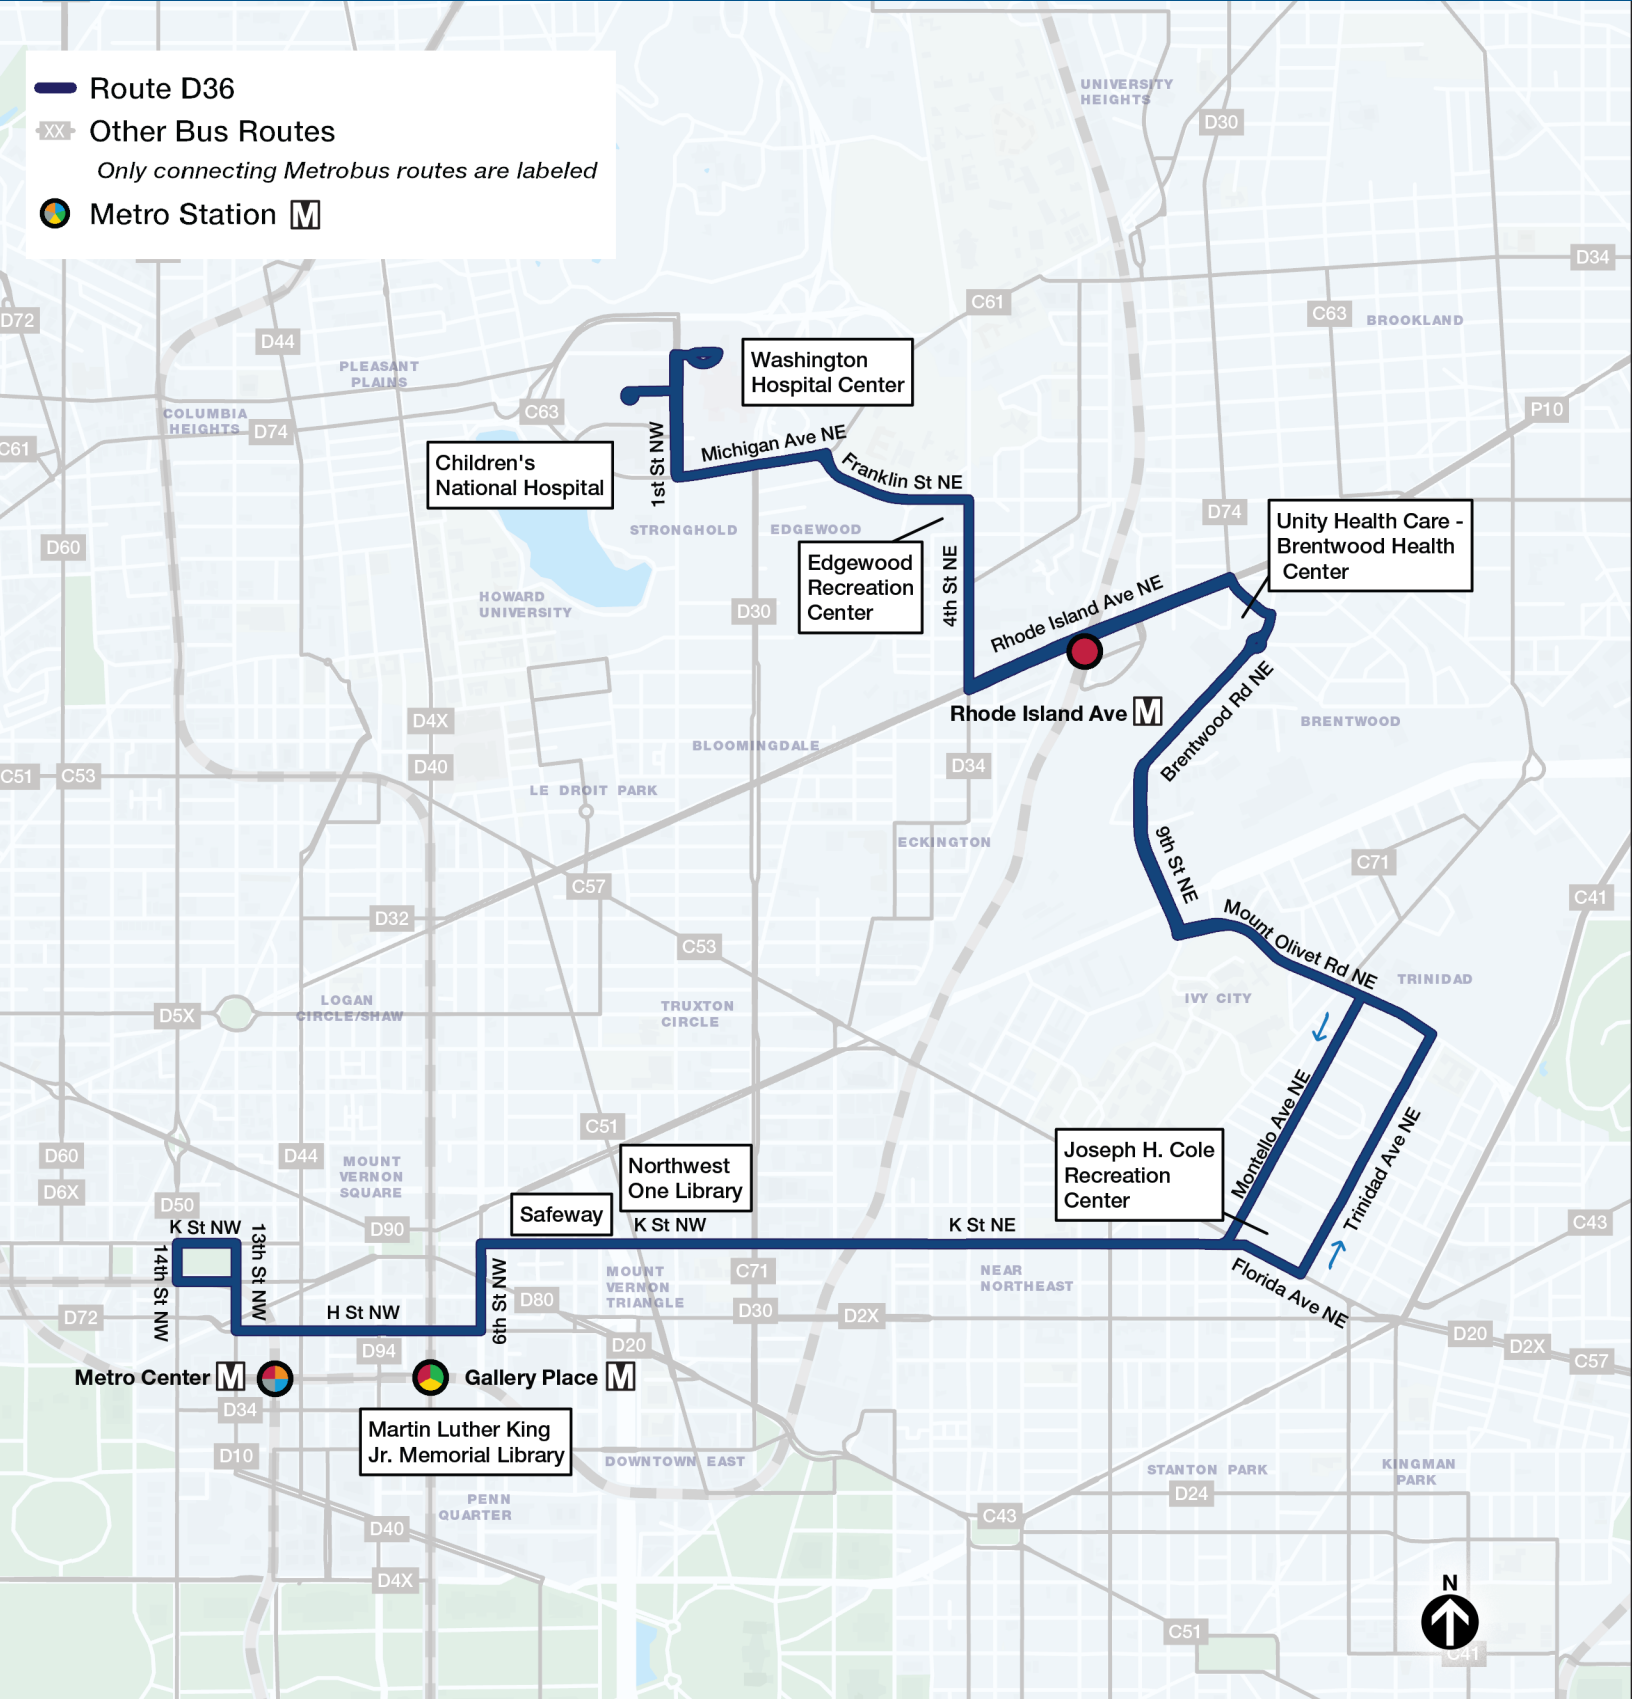 Route D36
XX
Other Bus Routes
Only connecting Metrobus routes are labeled
Metro Station M
UNIVERSITY
HEIGHTS
D30
D34
C61
C63
BROOKLAND
D72
D44
PLEASANT
PLAINS
Washington
Hospital Center
COLUMBIA
HEIGHTS
D74
C63
P10
C61
Michigan Ave NE
1st St NW
Children's
National Hospital
Franklin St NE
D74
Unity Health Care -
Brentwood Health
Center
STRONGHOLD
EDGEWOOD
D60
Edgewood
Recreation
Center
4th St NE
HOWARD
UNIVERSITY
D30
Rhode Island Ave NE
Rhode Island Ave M
Brentwood Rd NE
BRENTWOOD
D4X
BLOOMINGDALE
D40
D34
C51
C53
LE DROIT PARK
ECKINGTON
9th St NE
C71
C57
C41
D32
C53
Mount Olivet Rd NE
TRINIDAD
IVY CITY
LOGAN
CIRCLE/SHAW
D5X
TRUXTON
CIRCLE
Montello Ave NE
Trinidad Ave NE
C51
D60
D44
MOUNT
VERNON
SQUARE
D6X
Northwest
One Library
Joseph H. Cole
Recreation
Center
D50
Safeway
D90
K St NW
K St NW
K St NE
C43
14th St NW
13th St NW
6th St NW
Florida Ave NE
MOUNT
VERNON
TRIANGLE
C71
NEAR
NORTHEAST
D80
D72
H St NW
D30
D2X
D94
D20
D20
D2X
C57
Metro Center M
Gallery Place M
D34
Martin Luther King
Jr. Memorial Library
D10
DOWNTOWN EAST
STANTON PARK
KINGMAN
PARK
D24
PENN
QUARTER
C43
D40
D4X
N
C51
C41